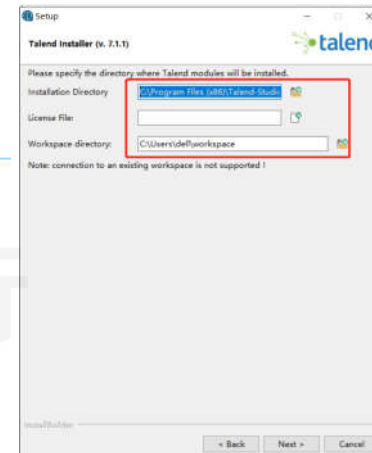 Setup
Talend Installer (v. 7.1.1)
talend
Please specify the directory where Talend modules will be installed.
Installation Directory C:\Program Files (x86)\Talend-Studio
License File:
Workspace directory: C:\Users\dell\workspace
Note: connection to an existing workspace is not supported !
InstallBuilder
< Back Next > Cancel